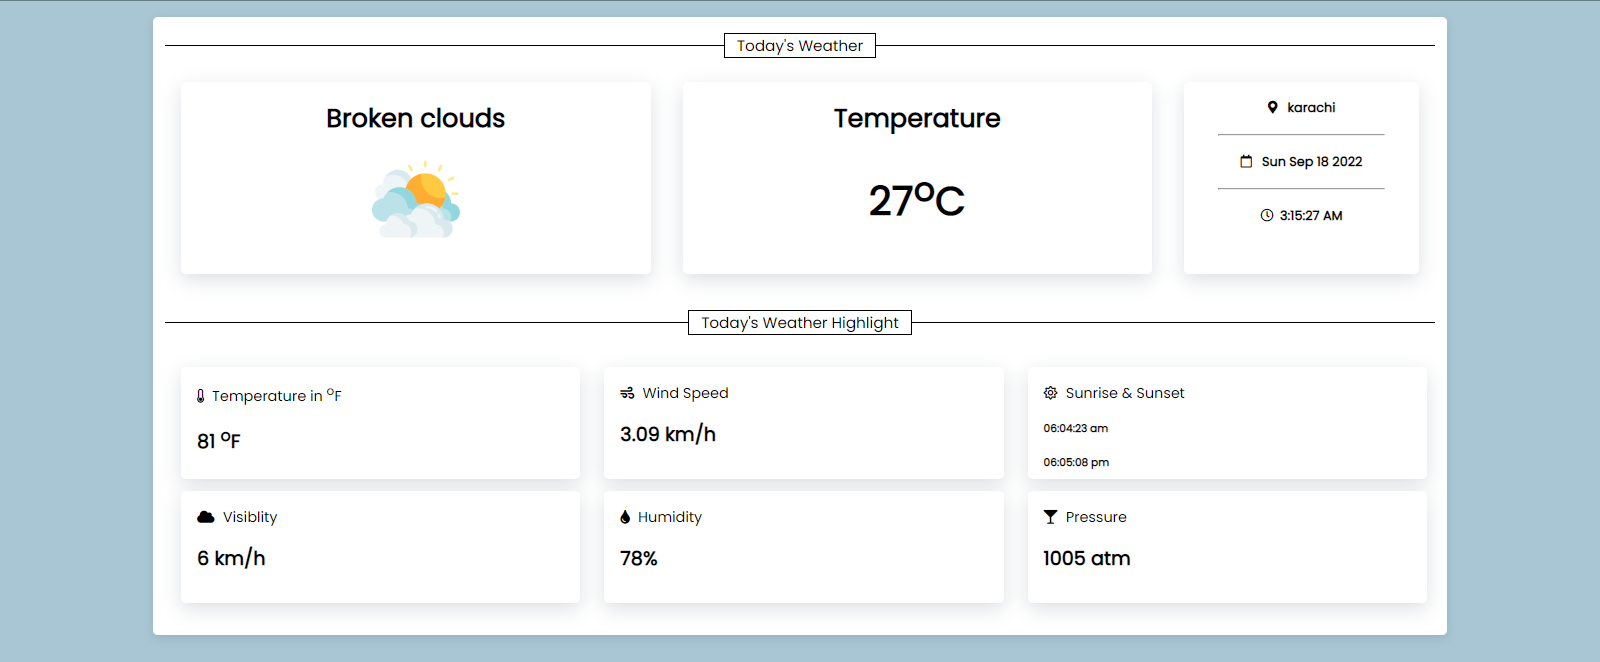 Today's Weather
Broken clouds
Temperature
27°C
karachi
Sun Sep 18 2022
3:15:27 AM
Today's Weather Highlight
Temperature in °F
81 °F
Wind Speed
3.09 km/h
Sunrise & Sunset
06:04:23 am
06:05:08 pm
Visiblity
6 km/h
Humidity
78%
Pressure
1005 atm